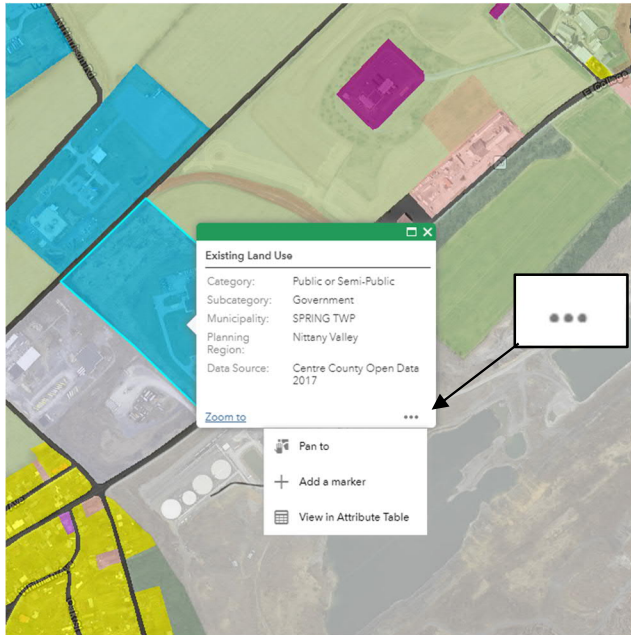 Existing Land Use
Category: Public or Semi-Public
Subcategory: Government
Municipality: SPRING TWP
Planning Region: Nittany Valley
Data Source: Centre County Open Data 2017
Zoom to
Pan to
Add a marker
View in Attribute Table